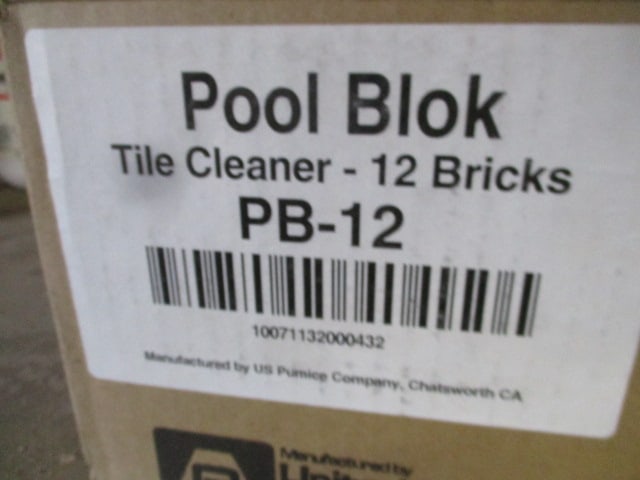 Pool Blok
Tile Cleaner - 12 Bricks
PB-12
10071132000432
Manufactured by US Pumice Company, Chatsworth CA
Manufactured by